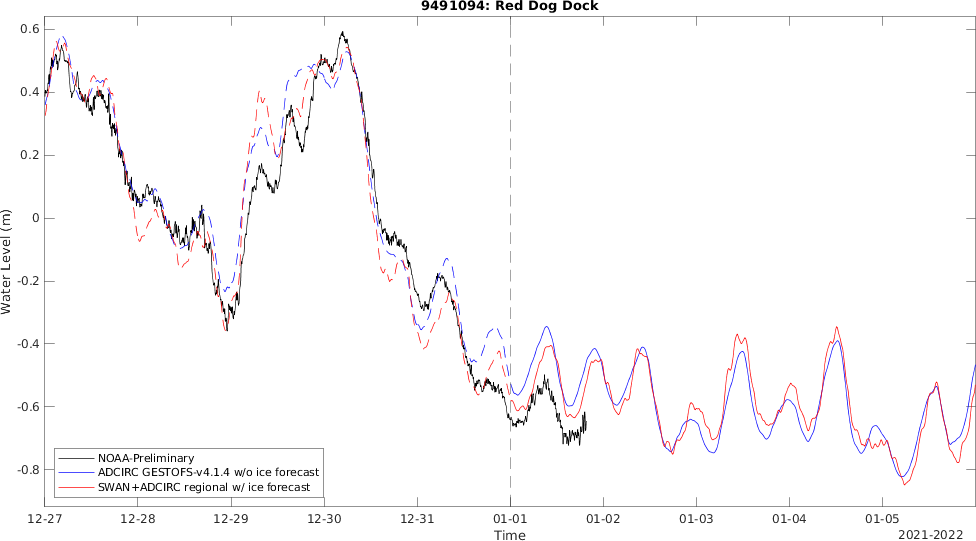 9491094: Red Dog Dock
Water Level (m)
0.6
0.4
0.2
0
-0.2
-0.4
-0.6
-0.8
NOAA-Preliminary
ADCIRC GESTOFS-v4.1.4 w/o ice forecast
SWAN+ADCIRC regional w/ ice forecast
12-27 12-28 12-29 12-30 12-31 01-01 01-02 01-03 01-04 01-05
Time
2021-2022